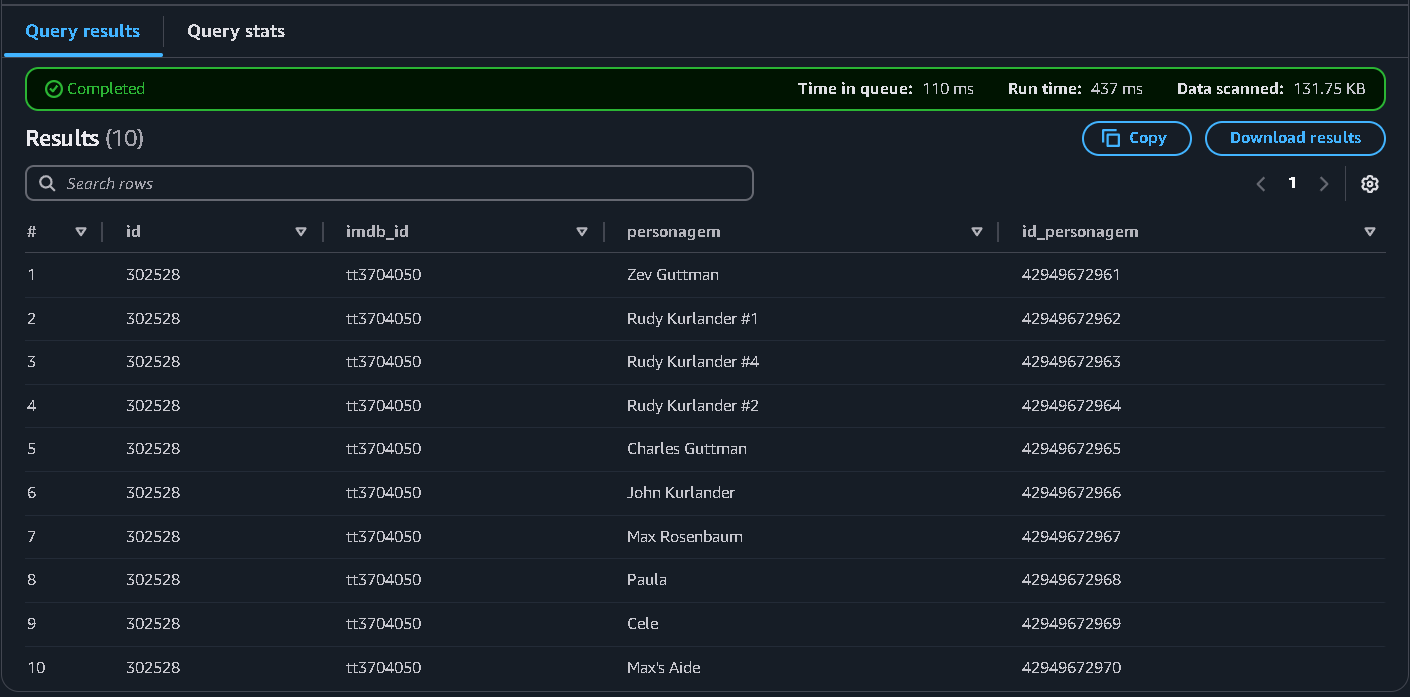 Query results Query stats
Completed Time in queue: 110 ms Run time: 437 ms Data scanned: 131.75 KB
Results (10) Copy Download results
Search rows 1
# id imdb_id personagem id_personagem
1 302528 tt3704050 Zev Guttman 42949672961
2 302528 tt3704050 Rudy Kurlander #1 42949672962
3 302528 tt3704050 Rudy Kurlander #4 42949672963
4 302528 tt3704050 Rudy Kurlander #2 42949672964
5 302528 tt3704050 Charles Guttman 42949672965
6 302528 tt3704050 John Kurlander 42949672966
7 302528 tt3704050 Max Rosenbaum 42949672967
8 302528 tt3704050 Paula 42949672968
9 302528 tt3704050 Cele 42949672969
10 302528 tt3704050 Max's Aide 42949672970